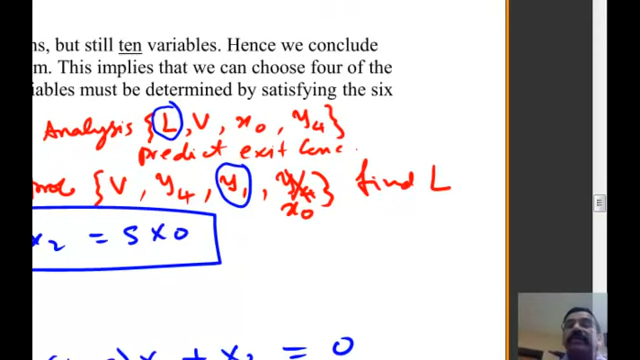 ns, but still ten variables. Hence we conclude
m. This implies that we can choose four of the
iables must be determined by satisfying the six
Analysis { L, V, x₀, y₄ }
predict exit Conc.
{ V, y₄, y₁, x₀ } find L
x₂ = S x₀
x + x₂ = 0